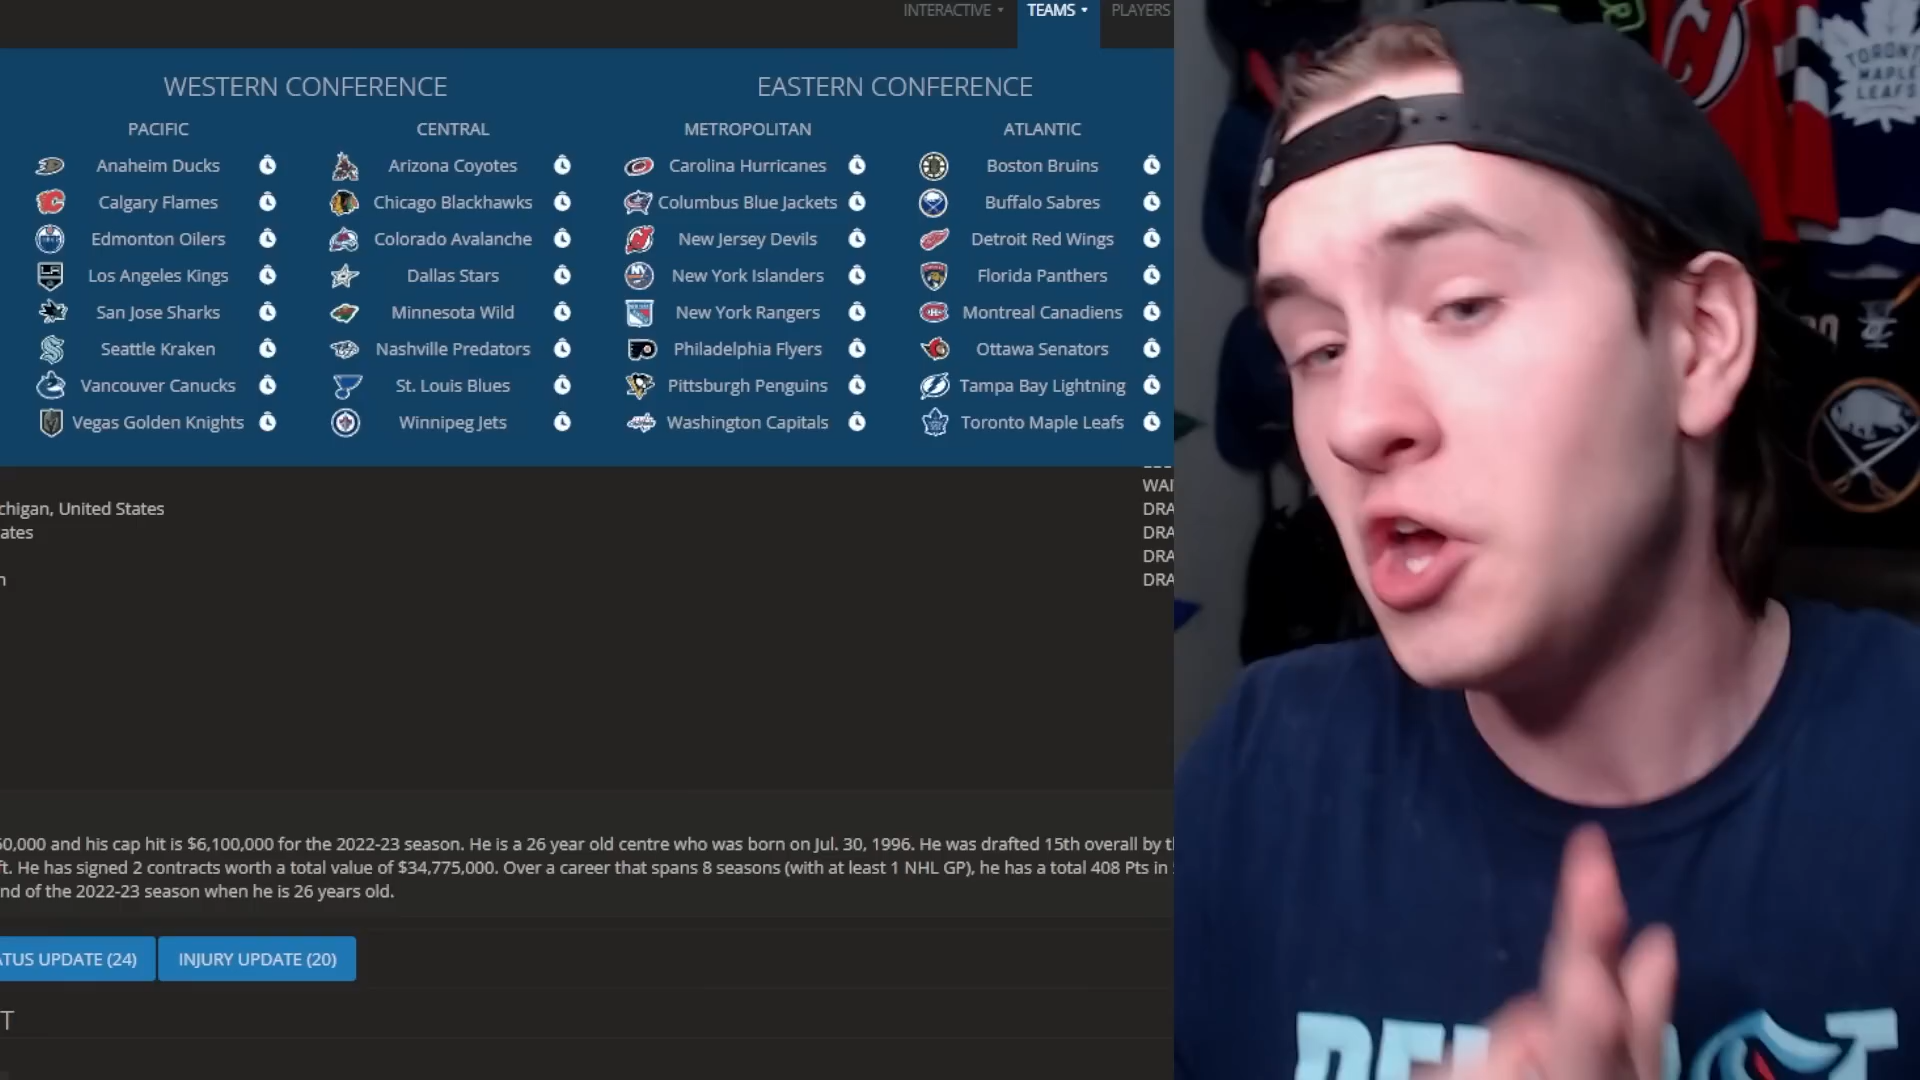 INTERACTIVE TEAMS PLAYERS
WESTERN CONFERENCE EASTERN CONFERENCE
PACIFIC CENTRAL METROPOLITAN ATLANTIC
Anaheim Ducks Arizona Coyotes Carolina Hurricanes Boston Bruins
Calgary Flames Chicago Blackhawks Columbus Blue Jackets Buffalo Sabres
Edmonton Oilers Colorado Avalanche New Jersey Devils Detroit Red Wings
Los Angeles Kings Dallas Stars New York Islanders Florida Panthers
San Jose Sharks Minnesota Wild New York Rangers Montreal Canadiens
Seattle Kraken Nashville Predators Philadelphia Flyers Ottawa Senators
Vancouver Canucks St. Louis Blues Pittsburgh Penguins Tampa Bay Lightning
Vegas Golden Knights Winnipeg Jets Washington Capitals Toronto Maple Leafs
WAI
chigan, United States DRA
ates DRA
DRA
n DRA
50,000 and his cap hit is $6,100,000 for the 2022-23 season. He is a 26 year old centre who was born on Jul. 30, 1996. He was drafted 15th overall by t
ft. He has signed 2 contracts worth a total value of $34,775,000. Over a career that spans 8 seasons (with at least 1 NHL GP), he has a total 408 Pts in
nd of the 2022-23 season when he is 26 years old.
ATUS UPDATE (24) INJURY UPDATE (20)
T
TORONTO
MAPLE
LEAFS